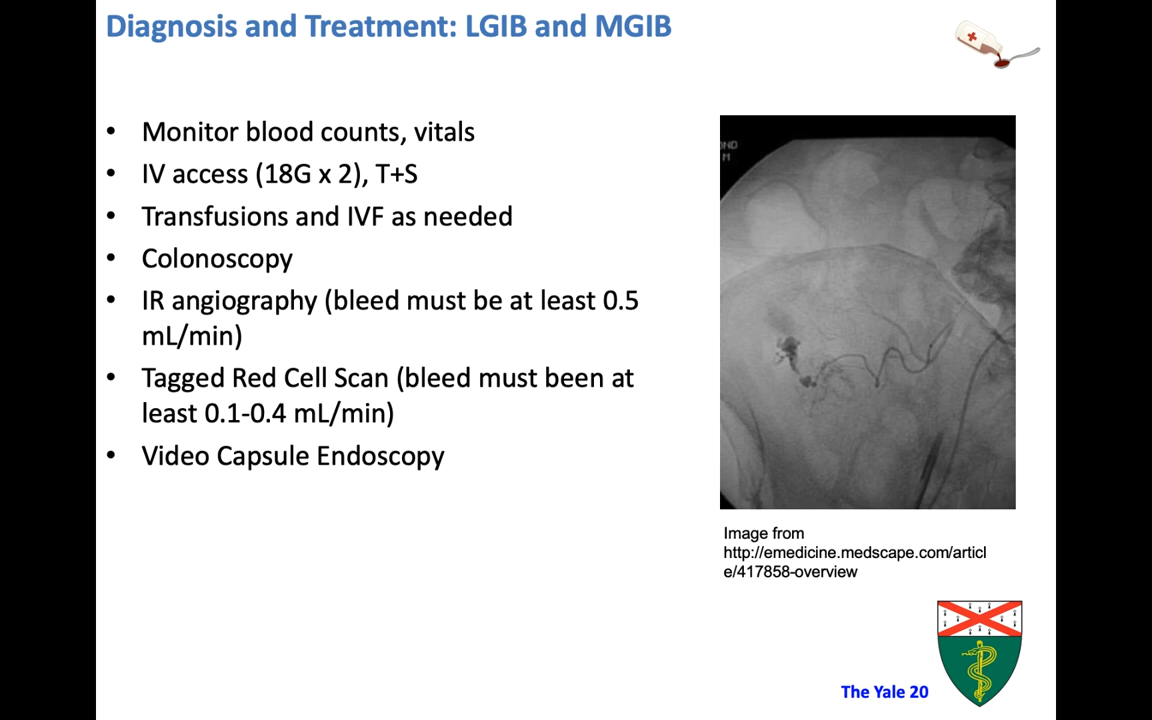 Diagnosis and Treatment: LGIB and MGIB
• Monitor blood counts, vitals
• IV access (18G x 2), T+S
• Transfusions and IVF as needed
• Colonoscopy
• IR angiography (bleed must be at least 0.5
mL/min)
• Tagged Red Cell Scan (bleed must been at
least 0.1-0.4 mL/min)
• Video Capsule Endoscopy
OND
M
Image from
http://emedicine.medscape.com/articl
e/417858-overview
The Yale 20